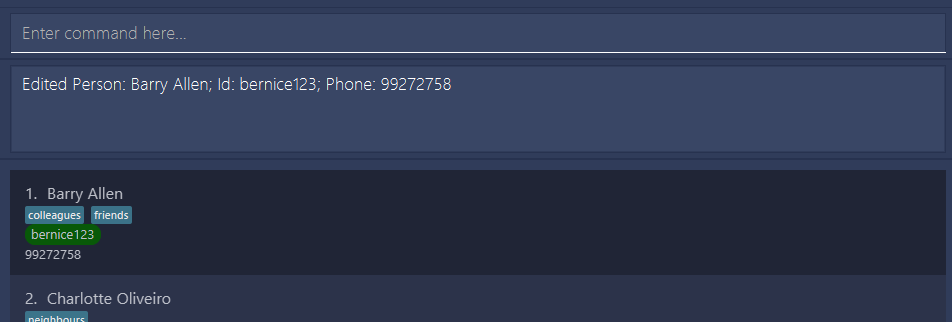 Enter command here...
Edited Person: Barry Allen; Id: bernice123; Phone: 99272758
1. Barry Allen
colleagues friends
bernice123
99272758
2. Charlotte Oliveiro
neighbours